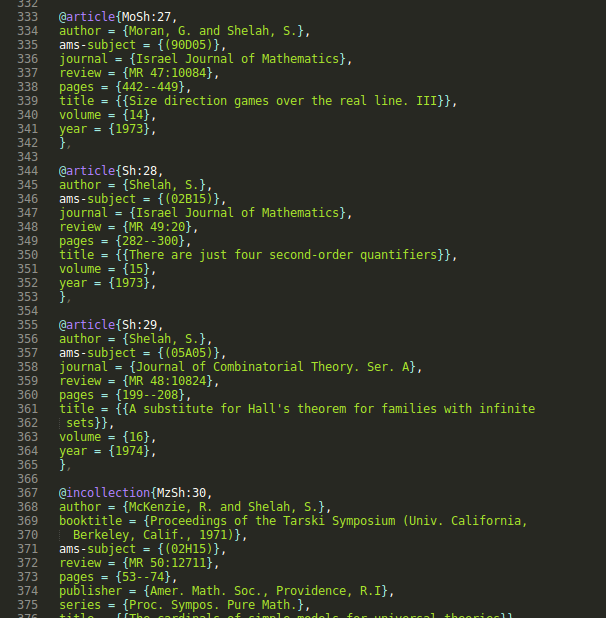 332
333 @article{MoSh:27,
334 author = {Moran, G. and Shelah, S.},
335 ams-subject = {(90D05)},
336 journal = {Israel Journal of Mathematics},
337 review = {MR 47:10084},
338 pages = {442--449},
339 title = {{Size direction games over the real line. III}},
340 volume = {14},
341 year = {1973},
342 },
343
344 @article{Sh:28,
345 author = {Shelah, S.},
346 ams-subject = {(02B15)},
347 journal = {Israel Journal of Mathematics},
348 review = {MR 49:20},
349 pages = {282--300},
350 title = {{There are just four second-order quantifiers}},
351 volume = {15},
352 year = {1973},
353 },
354
355 @article{Sh:29,
356 author = {Shelah, S.},
357 ams-subject = {(05A05)},
358 journal = {Journal of Combinatorial Theory. Ser. A},
359 review = {MR 48:10824},
360 pages = {199--208},
361 title = {{A substitute for Hall's theorem for families with infinite
362 sets}},
363 volume = {16},
364 year = {1974},
365 },
366
367 @incollection{MzSh:30,
368 author = {McKenzie, R. and Shelah, S.},
369 booktitle = {Proceedings of the Tarski Symposium (Univ. California,
370 Berkeley, Calif., 1971)},
371 ams-subject = {(02H15)},
372 review = {MR 50:12711},
373 pages = {53--74},
374 publisher = {Amer. Math. Soc., Providence, R.I},
375 series = {Proc. Sympos. Pure Math.},
376 title = {{The cardinals of simple models for universal theories}},